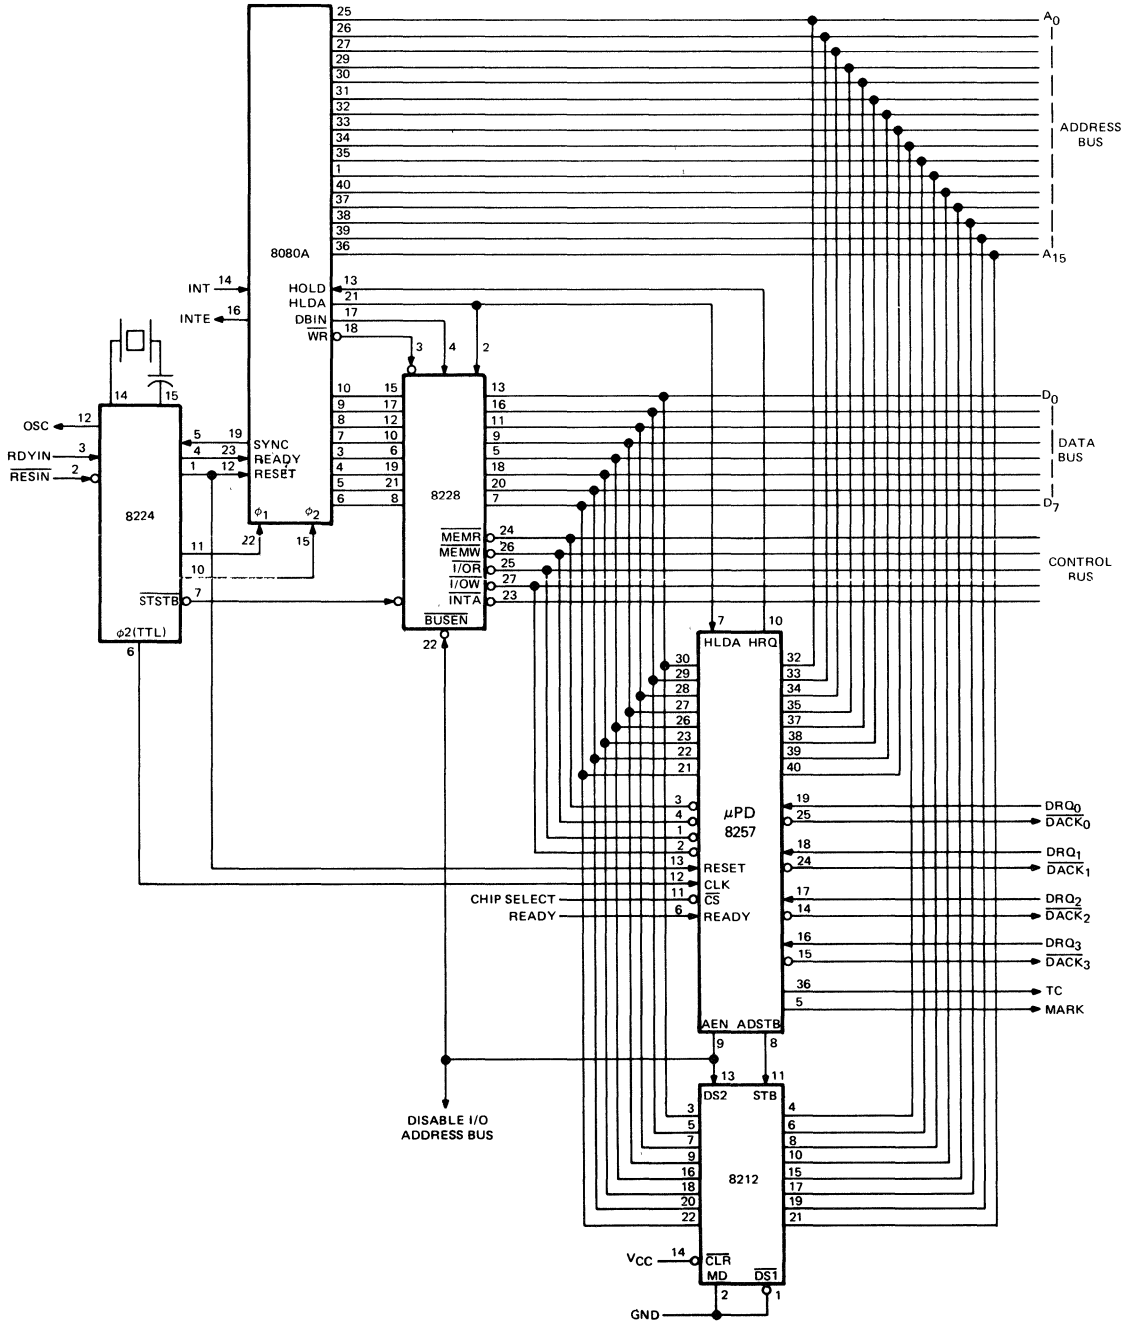 25
26
27
29
30
31
32
33
34
35
1
40
37
38
39
36
A0
ADDRESS
BUS
A15
8080A
INT 14
INTE 16
HOLD 13
HLDA 21
DBIN 17
WR 18
3 4 2
14 15
OSC 12
RDYIN 3
RESIN 2
5 19 SYNC
4 23 READY
1 12 RESET
8224
ϕ1 ϕ2
11 22
10 15
STSTB 7
ϕ2(TTL)
6
10 15
9 17
8 12
7 10
3 6
4 19
5 21
6 8
8228
13
16
11
9
5
18
20
7
D0
DATA
BUS
D7
MEMR 24
MEMW 26
I/OR 25
I/OW 27
INTA 23
BUSEN
22
CONTROL
BUS
7 10
HLDA HRQ
30 32
29 33
28 34
27 35
26 37
23 38
22 39
21 40
μPD
8257
3
4
1
2
13 RESET
12 CLK
CHIP SELECT 11 CS
READY 6 READY
19 DRQ0
25 DACK0
18 DRQ1
24 DACK1
17 DRQ2
14 DACK2
16 DRQ3
15 DACK3
36 TC
5 MARK
AEN ADSTB
9 8
13 11
DS2 STB
DISABLE I/O
ADDRESS BUS
3 4
5 6
7 8
9 10
16 15
18 17
20 19
22 21
8212
VCC 14 CLR
MD DS1
2 1
GND